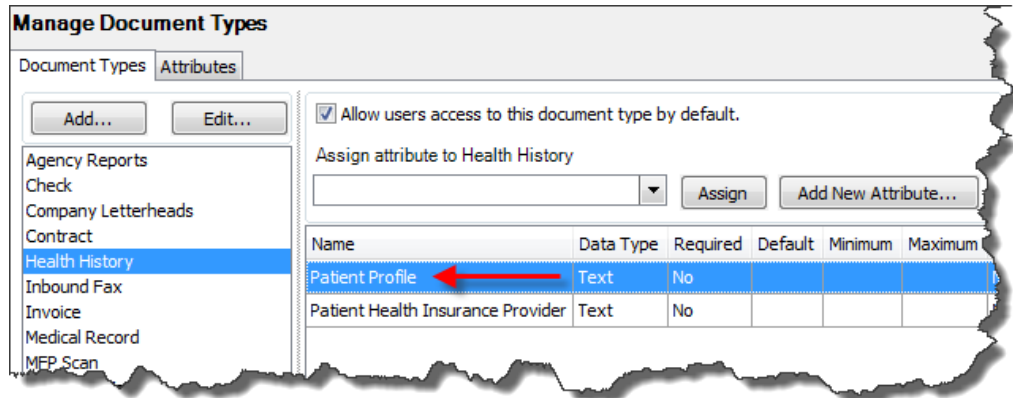 Manage Document Types
Document Types Attributes
Add... Edit...
Agency Reports
Check
Company Letterheads
Contract
Health History
Inbound Fax
Invoice
Medical Record
MFP Scan
Allow users access to this document type by default.
Assign attribute to Health History
Assign Add New Attribute...
Name Data Type Required Default Minimum Maximum
Patient Profile Text No
Patient Health Insurance Provider Text No